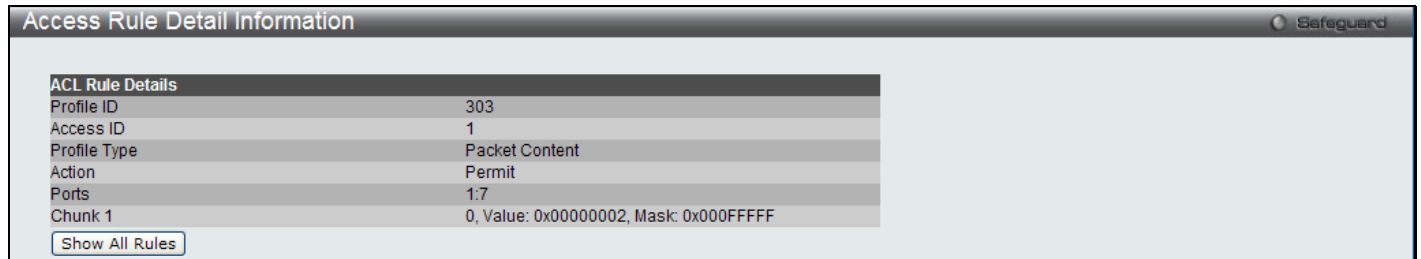 Access Rule Detail Information Safeguard
ACL Rule Details
Profile ID 303
Access ID 1
Profile Type Packet Content
Action Permit
Ports 1:7
Chunk 1 0, Value: 0x00000002, Mask: 0x000FFFFF
Show All Rules